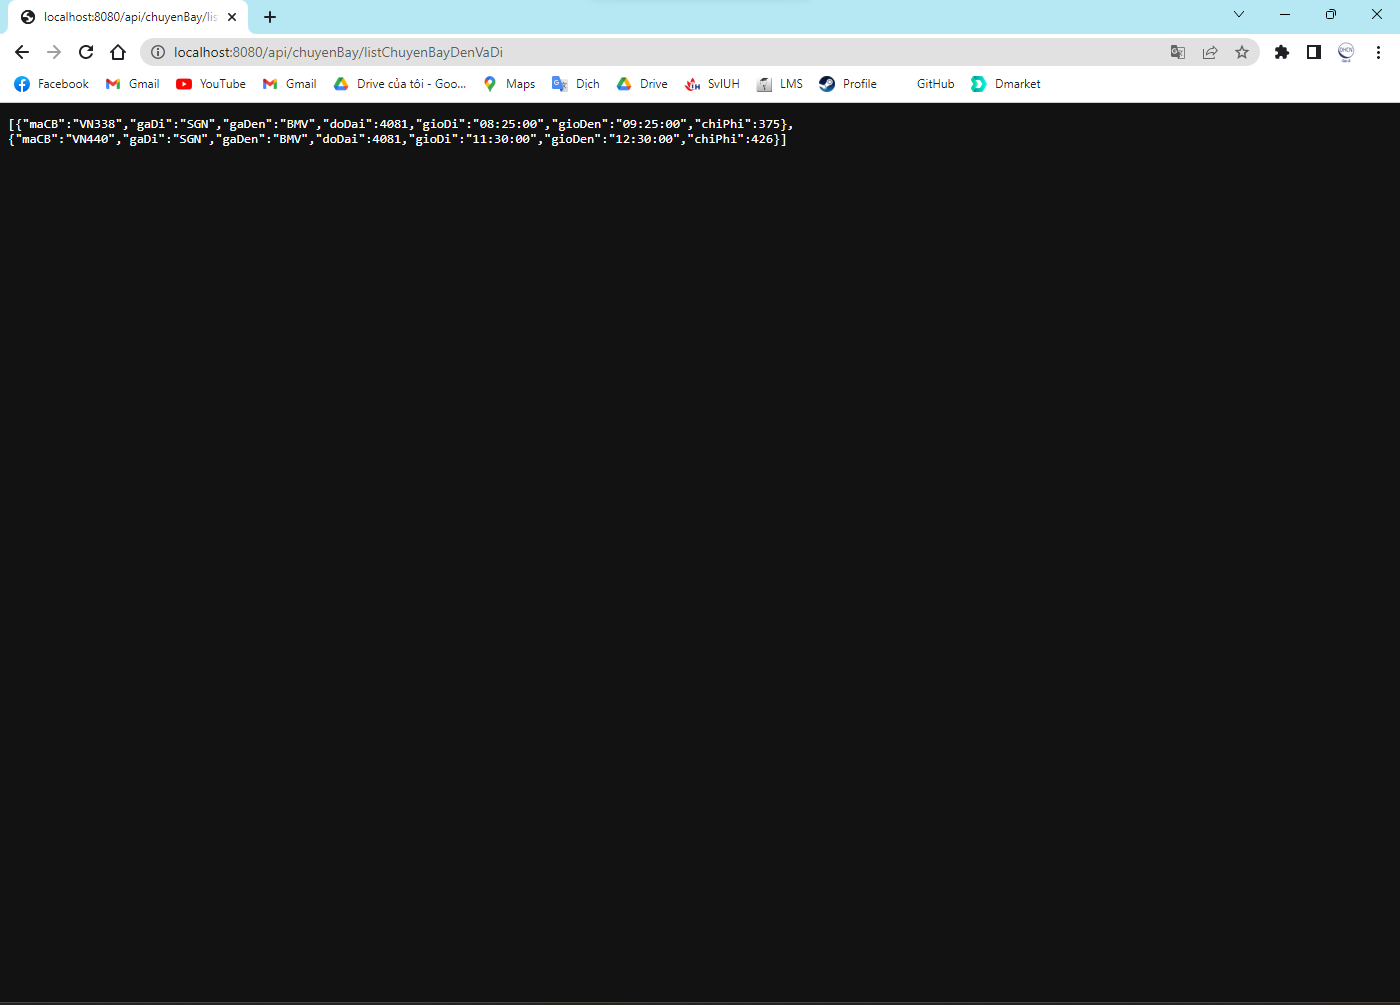 localhost:8080/api/chuyenBay/lis
localhost:8080/api/chuyenBay/listChuyenBayDenVaDi
Facebook Gmail YouTube Gmail Drive của tôi - Goo... Maps Dịch Drive SvIUH LMS Profile GitHub Dmarket
[{"maCB":"VN338","gaDi":"SGN","gaDen":"BMV","doDai":4081,"gioDi":"08:25:00","gioDen":"09:25:00","chiPhi":375},
{"maCB":"VN440","gaDi":"SGN","gaDen":"BMV","doDai":4081,"gioDi":"11:30:00","gioDen":"12:30:00","chiPhi":426}]